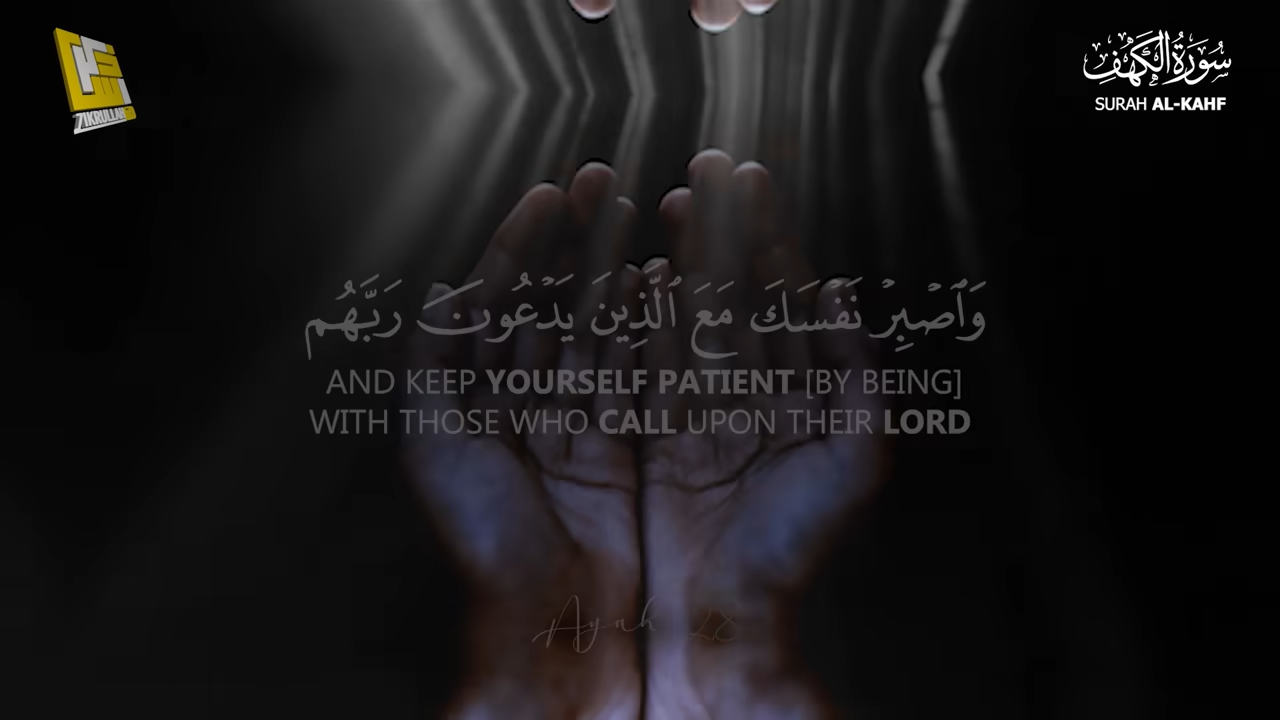 سُورَةُ الكَهْفِ
SURAH AL-KAHF
ZIKRULLAH
وَٱصۡبِرۡ نَفۡسَكَ مَعَ ٱلَّذِينَ يَدۡعُونَ رَبَّهُم
AND KEEP YOURSELF PATIENT [BY BEING]
WITH THOSE WHO CALL UPON THEIR LORD
Ayah 28